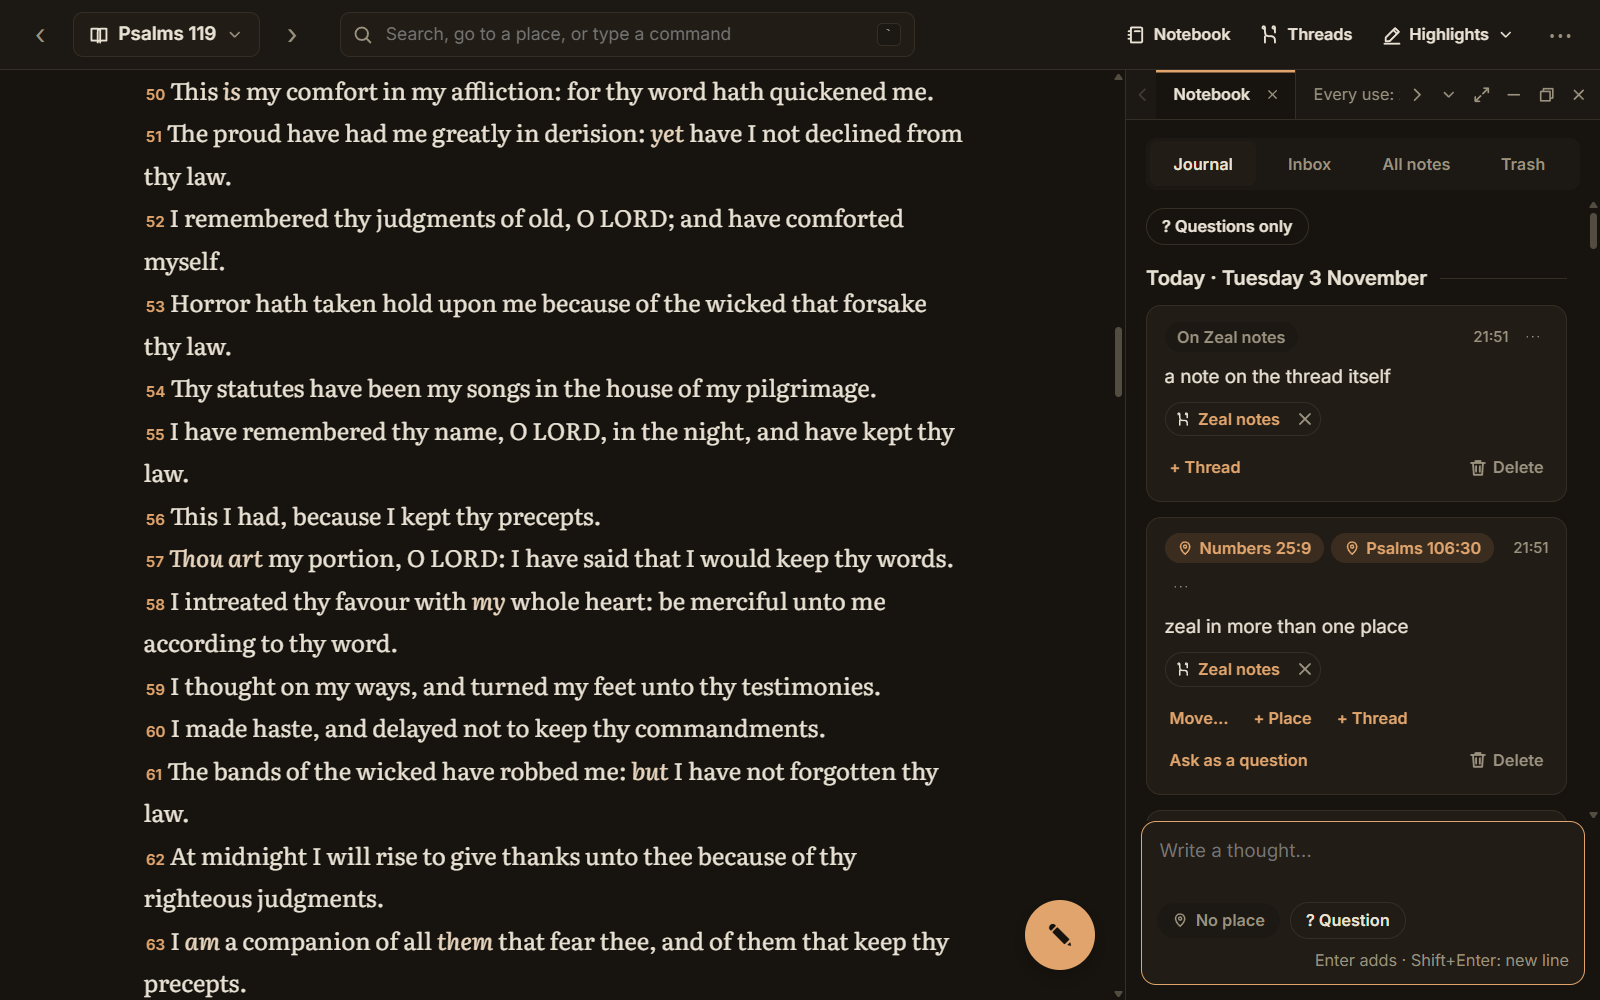 Psalms 119
Search, go to a place, or type a command
`
Notebook
Threads
Highlights
50 This is my comfort in my affliction: for thy word hath quickened me.
51 The proud have had me greatly in derision: yet have I not declined from
thy law.
52 I remembered thy judgments of old, O LORD; and have comforted
myself.
53 Horror hath taken hold upon me because of the wicked that forsake
thy law.
54 Thy statutes have been my songs in the house of my pilgrimage.
55 I have remembered thy name, O LORD, in the night, and have kept thy
law.
56 This I had, because I kept thy precepts.
57 Thou art my portion, O LORD: I have said that I would keep thy words.
58 I intreated thy favour with my whole heart: be merciful unto me
according to thy word.
59 I thought on my ways, and turned my feet unto thy testimonies.
60 I made haste, and delayed not to keep thy commandments.
61 The bands of the wicked have robbed me: but I have not forgotten thy
law.
62 At midnight I will rise to give thanks unto thee because of thy
righteous judgments.
63 I am a companion of all them that fear thee, and of them that keep thy
precepts.
Notebook
Every use:
Journal
Inbox
All notes
Trash
? Questions only
Today · Tuesday 3 November
On Zeal notes
21:51
a note on the thread itself
Zeal notes
+ Thread
Delete
Numbers 25:9
Psalms 106:30
21:51
zeal in more than one place
Zeal notes
Move...
+ Place
+ Thread
Ask as a question
Delete
Write a thought...
No place
? Question
Enter adds · Shift+Enter: new line